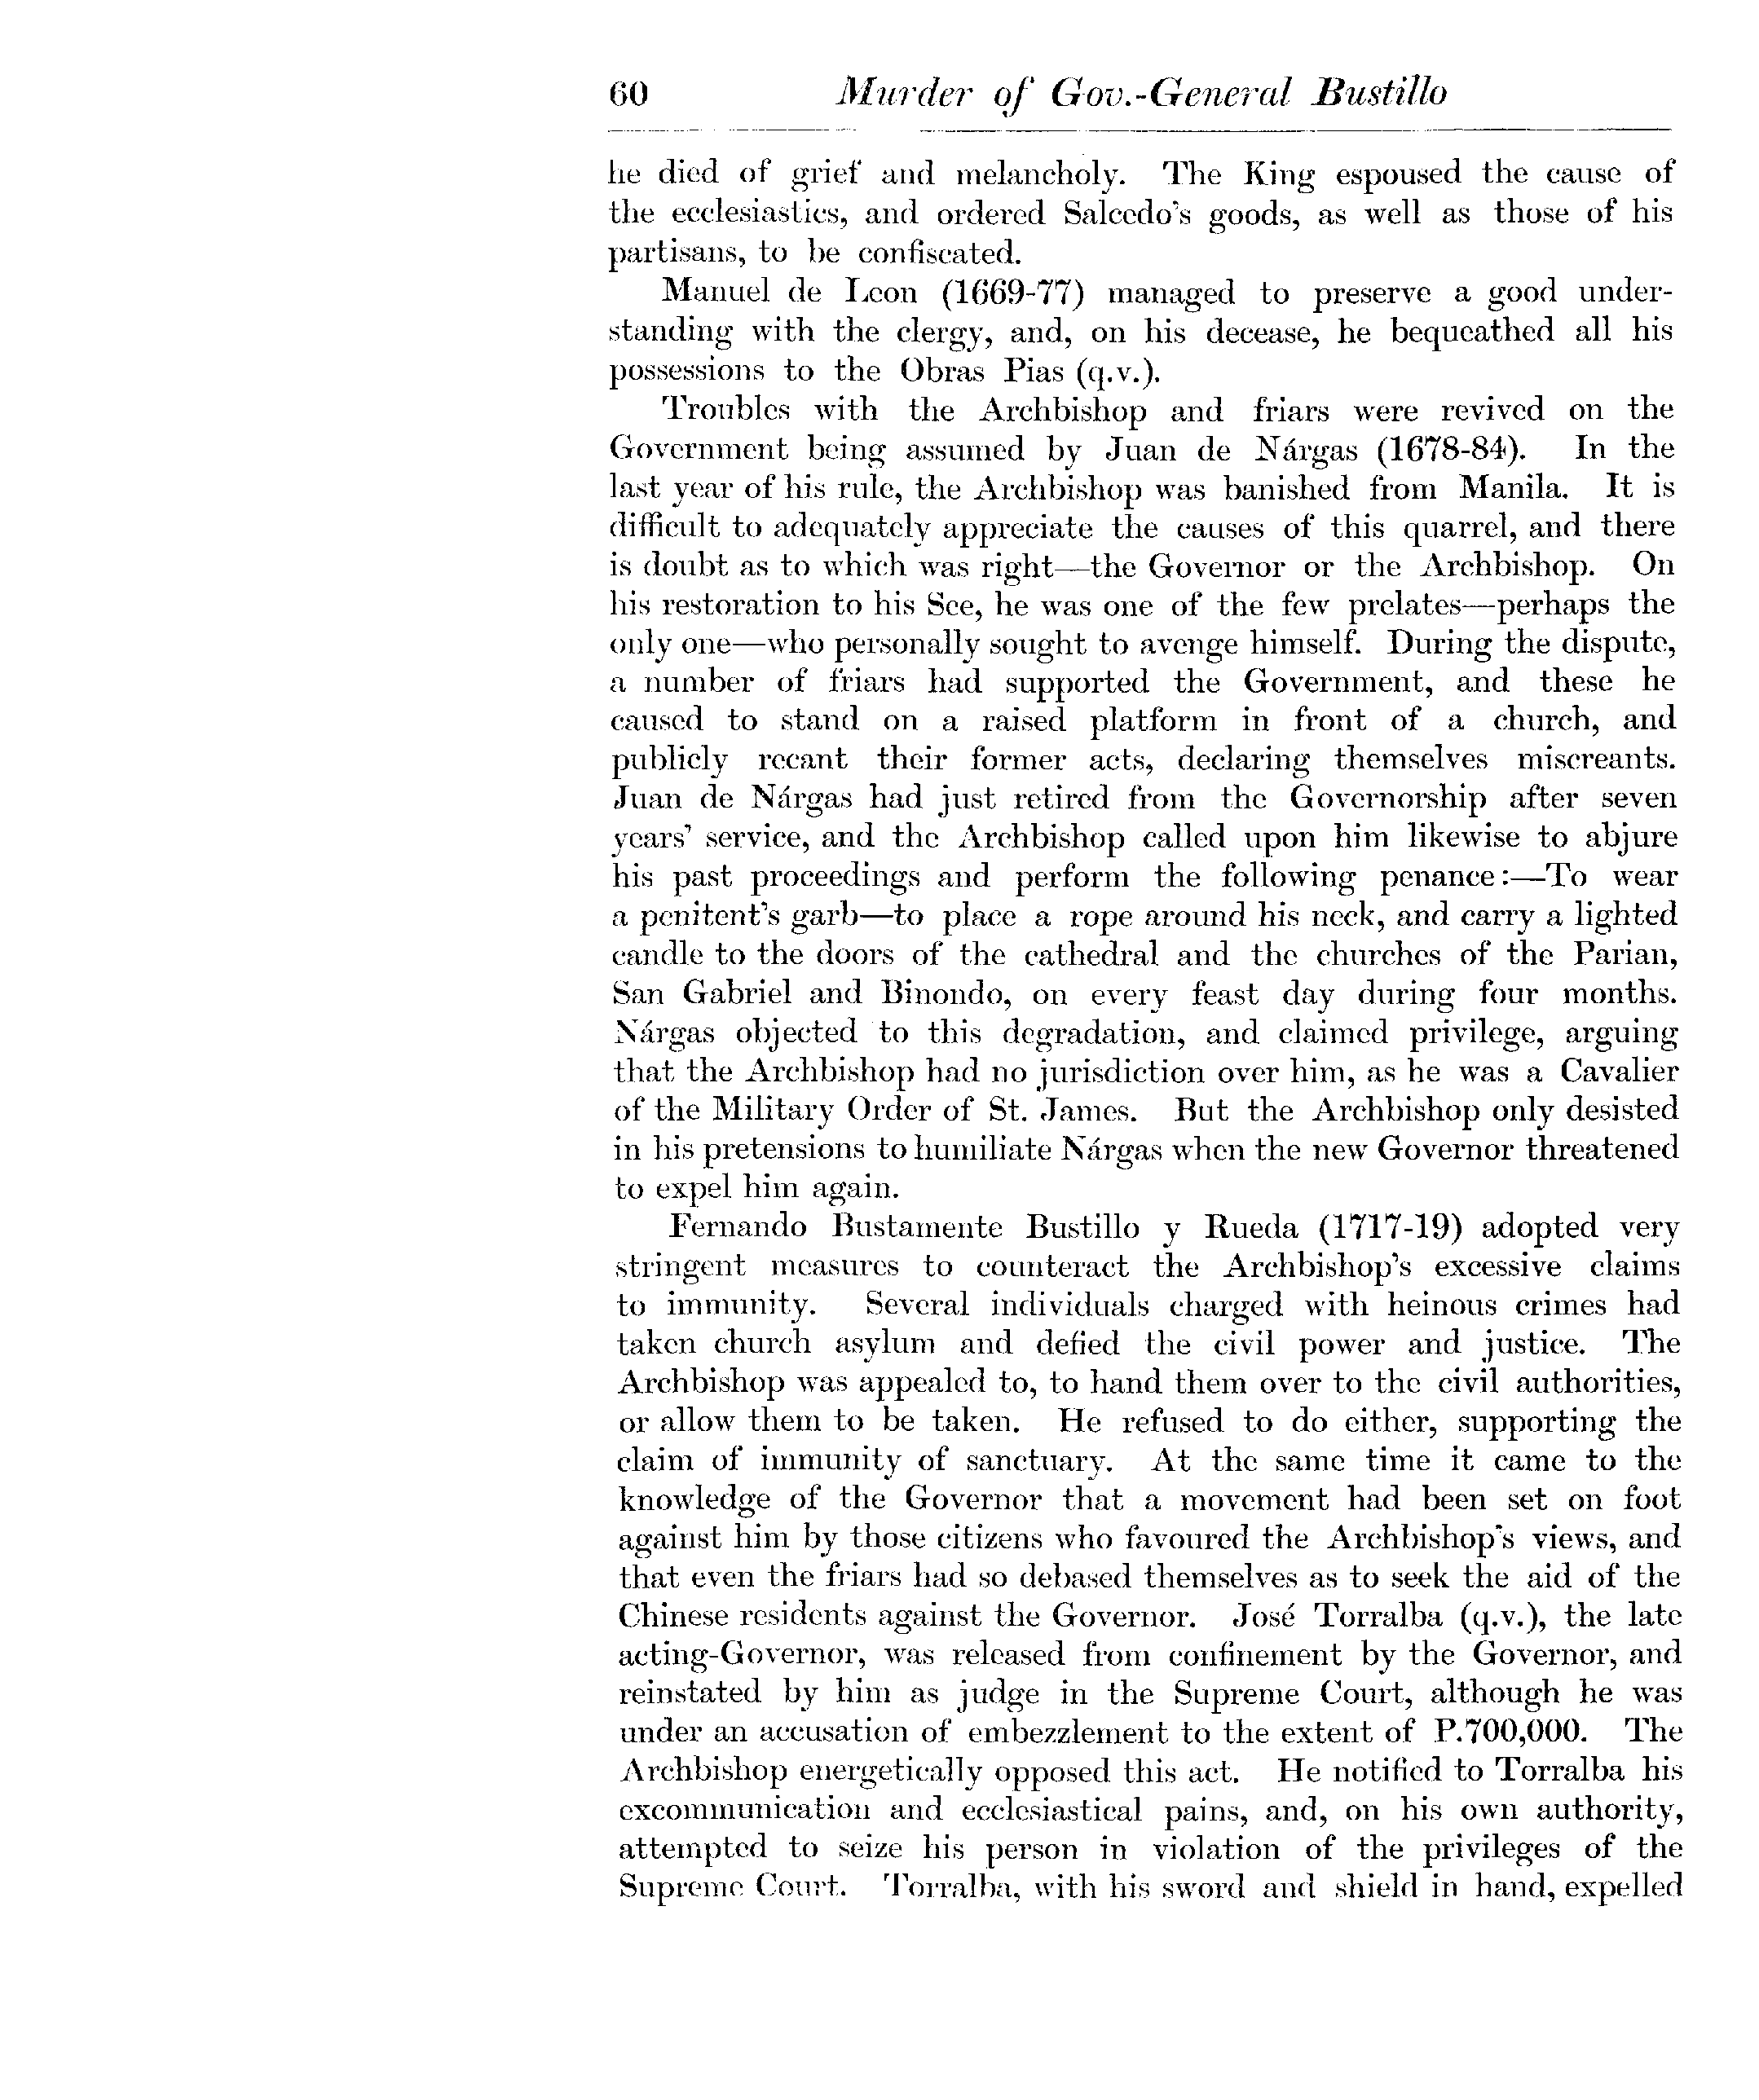 60 Murder of Gov.-General Bustillo
he died of grief and melancholy. The King espoused the cause of
the ecclesiastics, and ordered Salcedo's goods, as well as those of his
partisans, to be confiscated.
Manuel de Leon (1669-77) managed to preserve a good under-
standing with the clergy, and, on his decease, he bequeathed all his
possessions to the Obras Pias (q.v.).
Troubles with the Archbishop and friars were revived on the
Government being assumed by Juan de Nárgas (1678-84). In the
last year of his rule, the Archbishop was banished from Manila. It is
difficult to adequately appreciate the causes of this quarrel, and there
is doubt as to which was right—the Governor or the Archbishop. On
his restoration to his See, he was one of the few prelates—perhaps the
only one—who personally sought to avenge himself. During the dispute,
a number of friars had supported the Government, and these he
caused to stand on a raised platform in front of a church, and
publicly recant their former acts, declaring themselves miscreants.
Juan de Nárgas had just retired from the Governorship after seven
years' service, and the Archbishop called upon him likewise to abjure
his past proceedings and perform the following penance:—To wear
a penitent's garb—to place a rope around his neck, and carry a lighted
candle to the doors of the cathedral and the churches of the Parian,
San Gabriel and Binondo, on every feast day during four months.
Nárgas objected to this degradation, and claimed privilege, arguing
that the Archbishop had no jurisdiction over him, as he was a Cavalier
of the Military Order of St. James. But the Archbishop only desisted
in his pretensions to humiliate Nárgas when the new Governor threatened
to expel him again.
Fernando Bustamente Bustillo y Rueda (1717-19) adopted very
stringent measures to counteract the Archbishop's excessive claims
to immunity. Several individuals charged with heinous crimes had
taken church asylum and defied the civil power and justice. The
Archbishop was appealed to, to hand them over to the civil authorities,
or allow them to be taken. He refused to do either, supporting the
claim of immunity of sanctuary. At the same time it came to the
knowledge of the Governor that a movement had been set on foot
against him by those citizens who favoured the Archbishop's views, and
that even the friars had so debased themselves as to seek the aid of the
Chinese residents against the Governor. José Torralba (q.v.), the late
acting-Governor, was released from confinement by the Governor, and
reinstated by him as judge in the Supreme Court, although he was
under an accusation of embezzlement to the extent of P.700,000. The
Archbishop energetically opposed this act. He notified to Torralba his
excommunication and ecclesiastical pains, and, on his own authority,
attempted to seize his person in violation of the privileges of the
Supreme Court. Torralba, with his sword and shield in hand, expelled